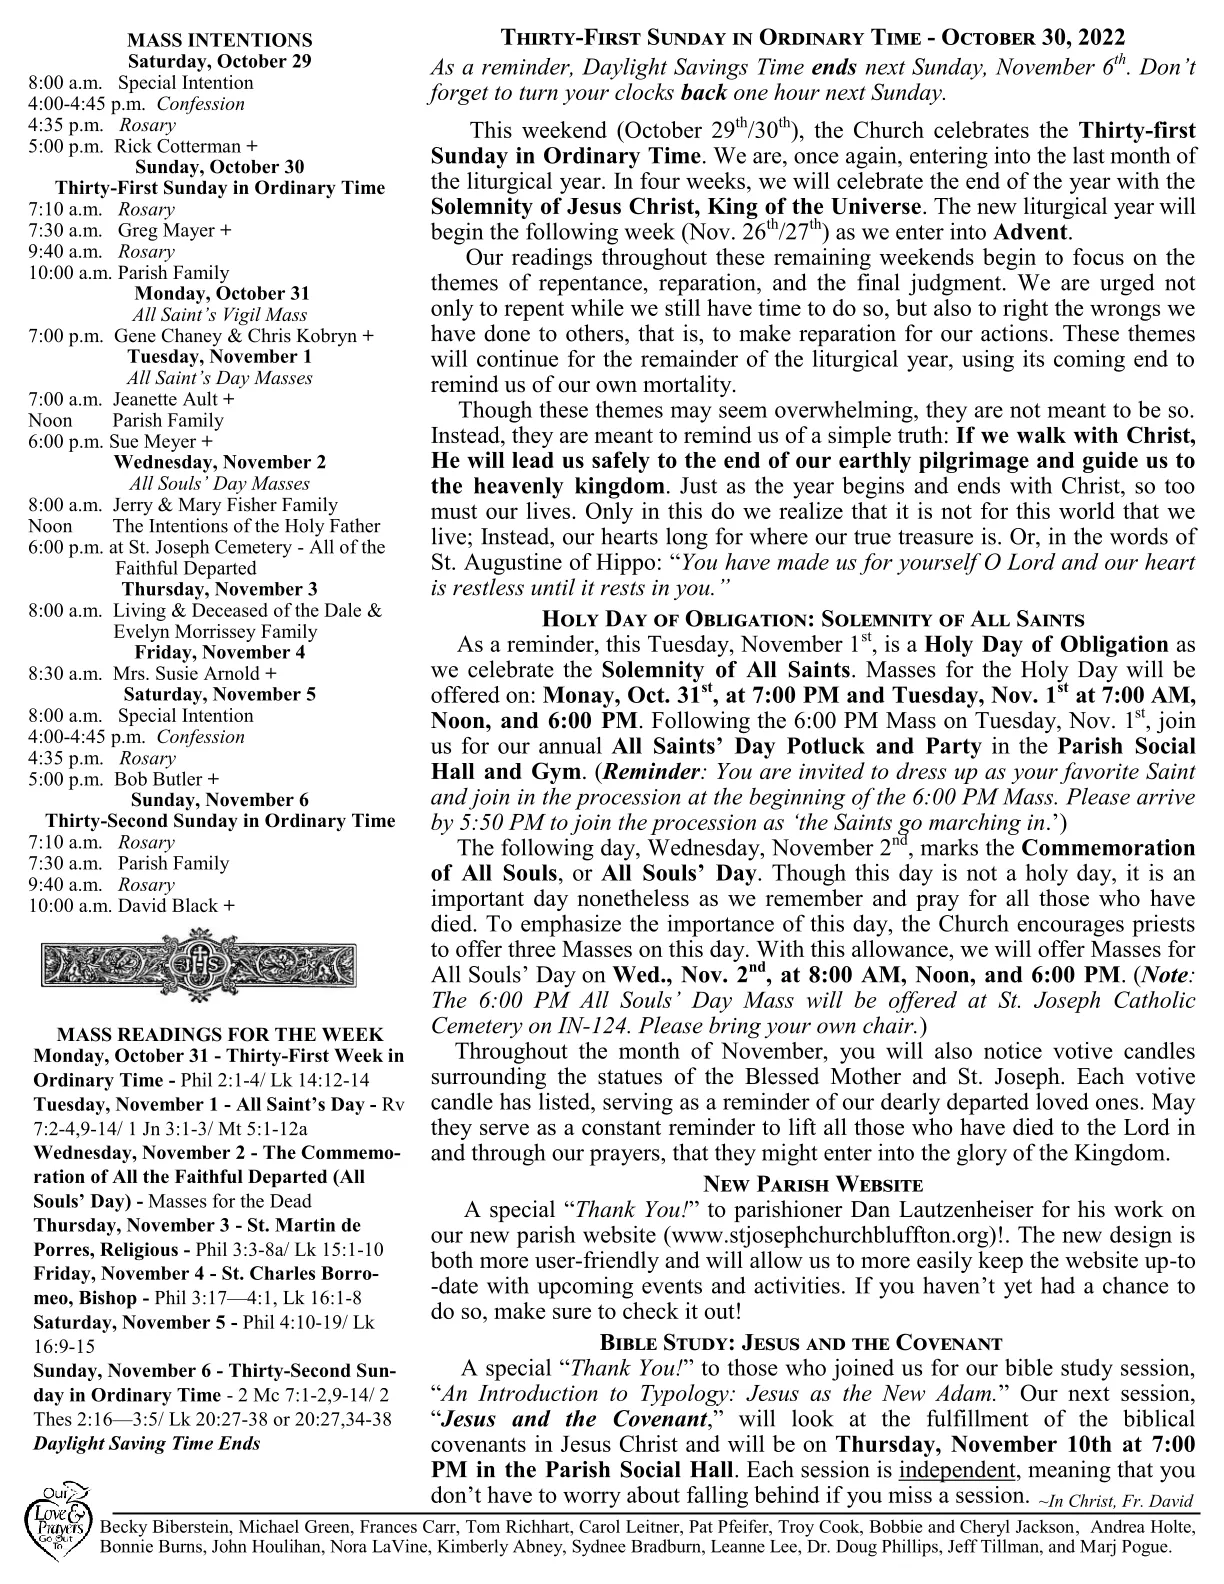 MASS INTENTIONS
Saturday, October 29
8:00 a.m. Special Intention
4:00-4:45 p.m. Confession
4:35 p.m. Rosary
5:00 p.m. Rick Cotterman +
Sunday, October 30
Thirty-First Sunday in Ordinary Time
7:10 a.m. Rosary
7:30 a.m. Greg Mayer +
9:40 a.m. Rosary
10:00 a.m. Parish Family
Monday, October 31
All Saint's Vigil Mass
7:00 p.m. Gene Chaney & Chris Kobryn +
Tuesday, November 1
All Saint's Day Masses
7:00 a.m. Jeanette Ault +
Noon Parish Family
6:00 p.m. Sue Meyer +
Wednesday, November 2
All Souls' Day Masses
8:00 a.m. Jerry & Mary Fisher Family
Noon The Intentions of the Holy Father
6:00 p.m. at St. Joseph Cemetery - All of the
Faithful Departed
Thursday, November 3
8:00 a.m. Living & Deceased of the Dale &
Evelyn Morrissey Family
Friday, November 4
8:30 a.m. Mrs. Susie Arnold +
Saturday, November 5
8:00 a.m. Special Intention
4:00-4:45 p.m. Confession
4:35 p.m. Rosary
5:00 p.m. Bob Butler +
Sunday, November 6
Thirty-Second Sunday in Ordinary Time
7:10 a.m. Rosary
7:30 a.m. Parish Family
9:40 a.m. Rosary
10:00 a.m. David Black +
JHS
MASS READINGS FOR THE WEEK
Monday, October 31 - Thirty-First Week in
Ordinary Time - Phil 2:1-4/ Lk 14:12-14
Tuesday, November 1 - All Saint's Day - Rv
7:2-4,9-14/ 1 Jn 3:1-3/ Mt 5:1-12a
Wednesday, November 2 - The Commemo-
ration of All the Faithful Departed (All
Souls' Day) - Masses for the Dead
Thursday, November 3 - St. Martin de
Porres, Religious - Phil 3:3-8a/ Lk 15:1-10
Friday, November 4 - St. Charles Borro-
meo, Bishop - Phil 3:17—4:1, Lk 16:1-8
Saturday, November 5 - Phil 4:10-19/ Lk
16:9-15
Sunday, November 6 - Thirty-Second Sun-
day in Ordinary Time - 2 Mc 7:1-2,9-14/ 2
Thes 2:16—3:5/ Lk 20:27-38 or 20:27,34-38
Daylight Saving Time Ends
THIRTY-FIRST SUNDAY IN ORDINARY TIME - OCTOBER 30, 2022
As a reminder, Daylight Savings Time ends next Sunday, November 6th. Don't
forget to turn your clocks back one hour next Sunday.
This weekend (October 29th/30th), the Church celebrates the Thirty-first
Sunday in Ordinary Time. We are, once again, entering into the last month of
the liturgical year. In four weeks, we will celebrate the end of the year with the
Solemnity of Jesus Christ, King of the Universe. The new liturgical year will
begin the following week (Nov. 26th/27th) as we enter into Advent.
Our readings throughout these remaining weekends begin to focus on the
themes of repentance, reparation, and the final judgment. We are urged not
only to repent while we still have time to do so, but also to right the wrongs we
have done to others, that is, to make reparation for our actions. These themes
will continue for the remainder of the liturgical year, using its coming end to
remind us of our own mortality.
Though these themes may seem overwhelming, they are not meant to be so.
Instead, they are meant to remind us of a simple truth: If we walk with Christ,
He will lead us safely to the end of our earthly pilgrimage and guide us to
the heavenly kingdom. Just as the year begins and ends with Christ, so too
must our lives. Only in this do we realize that it is not for this world that we
live; Instead, our hearts long for where our true treasure is. Or, in the words of
St. Augustine of Hippo: "You have made us for yourself O Lord and our heart
is restless until it rests in you."
HOLY DAY OF OBLIGATION: SOLEMNITY OF ALL SAINTS
As a reminder, this Tuesday, November 1st, is a Holy Day of Obligation as
we celebrate the Solemnity of All Saints. Masses for the Holy Day will be
offered on: Monay, Oct. 31st, at 7:00 PM and Tuesday, Nov. 1st at 7:00 AM,
Noon, and 6:00 PM. Following the 6:00 PM Mass on Tuesday, Nov. 1st, join
us for our annual All Saints' Day Potluck and Party in the Parish Social
Hall and Gym. (Reminder: You are invited to dress up as your favorite Saint
and join in the procession at the beginning of the 6:00 PM Mass. Please arrive
by 5:50 PM to join the procession as 'the Saints go marching in.')
The following day, Wednesday, November 2nd, marks the Commemoration
of All Souls, or All Souls' Day. Though this day is not a holy day, it is an
important day nonetheless as we remember and pray for all those who have
died. To emphasize the importance of this day, the Church encourages priests
to offer three Masses on this day. With this allowance, we will offer Masses for
All Souls' Day on Wed., Nov. 2nd, at 8:00 AM, Noon, and 6:00 PM. (Note:
The 6:00 PM All Souls' Day Mass will be offered at St. Joseph Catholic
Cemetery on IN-124. Please bring your own chair.)
Throughout the month of November, you will also notice votive candles
surrounding the statues of the Blessed Mother and St. Joseph. Each votive
candle has listed, serving as a reminder of our dearly departed loved ones. May
they serve as a constant reminder to lift all those who have died to the Lord in
and through our prayers, that they might enter into the glory of the Kingdom.
NEW PARISH WEBSITE
A special "Thank You!" to parishioner Dan Lautzenheiser for his work on
our new parish website (www.stjosephchurchbluffton.org)!. The new design is
both more user-friendly and will allow us to more easily keep the website up-to
-date with upcoming events and activities. If you haven't yet had a chance to
do so, make sure to check it out!
BIBLE STUDY: JESUS AND THE COVENANT
A special "Thank You!" to those who joined us for our bible study session,
"An Introduction to Typology: Jesus as the New Adam." Our next session,
"Jesus and the Covenant," will look at the fulfillment of the biblical
covenants in Jesus Christ and will be on Thursday, November 10th at 7:00
PM in the Parish Social Hall. Each session is independent, meaning that you
don't have to worry about falling behind if you miss a session. ~In Christ, Fr. David
Our
Love &
Prayers
Go Out
To
Becky Biberstein, Michael Green, Frances Carr, Tom Richhart, Carol Leitner, Pat Pfeifer, Troy Cook, Bobbie and Cheryl Jackson, Andrea Holte,
Bonnie Burns, John Houlihan, Nora LaVine, Kimberly Abney, Sydnee Bradburn, Leanne Lee, Dr. Doug Phillips, Jeff Tillman, and Marj Pogue.